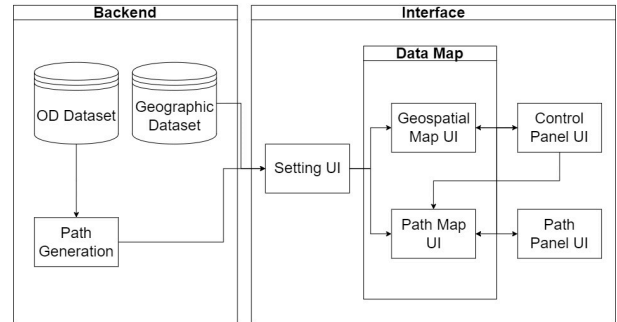 Backend
Interface
Data Map
OD Dataset
Geographic
Dataset
Geospatial
Map UI
Control
Panel UI
Setting UI
Path
Generation
Path Map
UI
Path
Panel UI